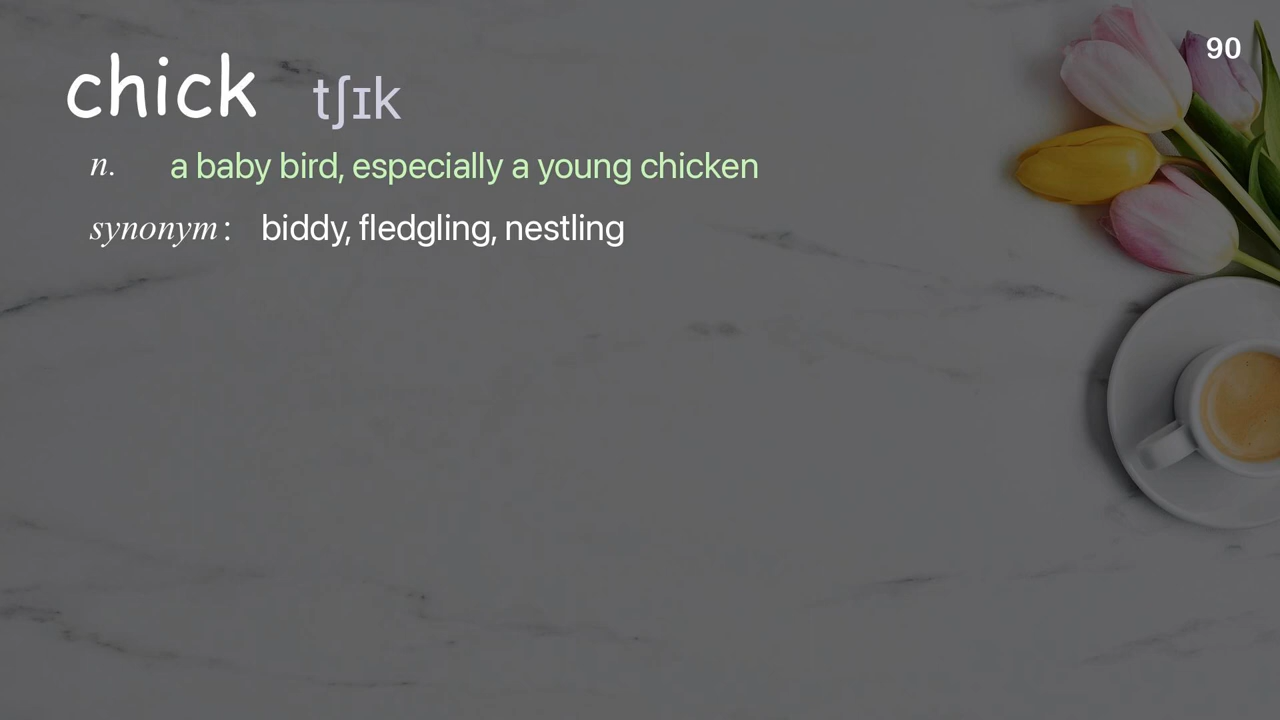 90
chick tʃɪk
n. a baby bird, especially a young chicken
synonym: biddy, fledgling, nestling